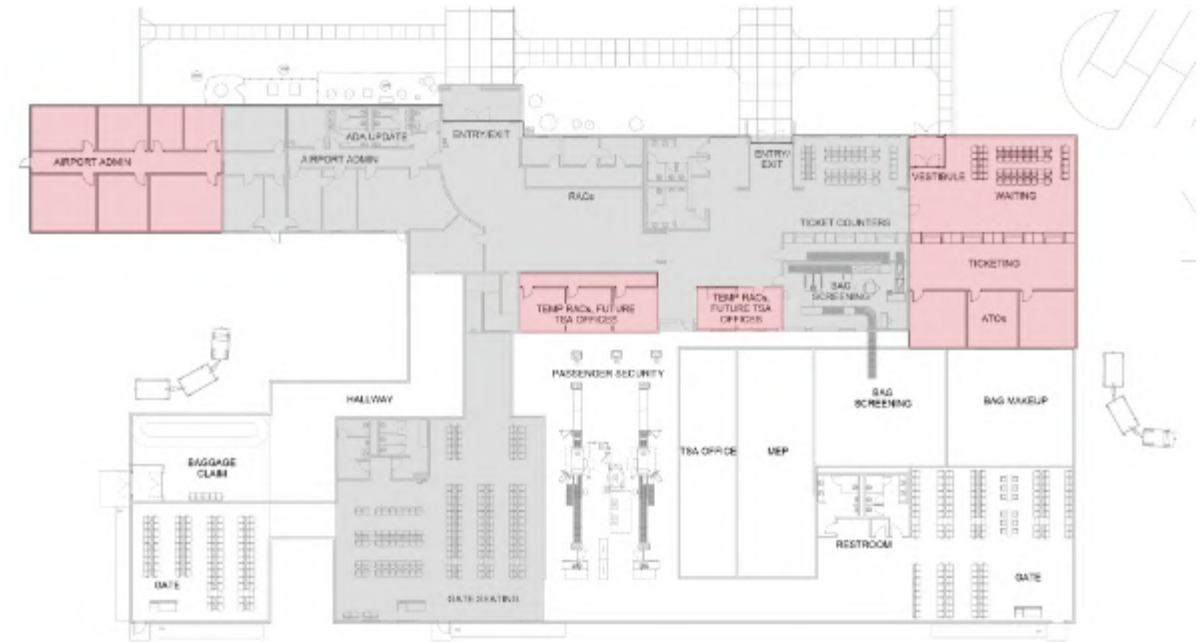 ADA UPDATE
ENTRY/EXIT
AIRPORT ADMIN
AIRPORT ADMIN
ENTRY/
EXIT
VESTIBULE
WAITING
RACs
TICKET COUNTERS
TICKETING
BAG
SCREENING
TEMP RACs, FUTURE
TSA OFFICES
TEMP RACs,
FUTURE TSA
OFFICES
ATOs
PASSENGER SECURITY
HALLWAY
BAG
SCREENING
BAG MAKEUP
TSA OFFICE
MEP
BAGGAGE
CLAIM
RESTROOM
GATE
GATE SEATING
GATE